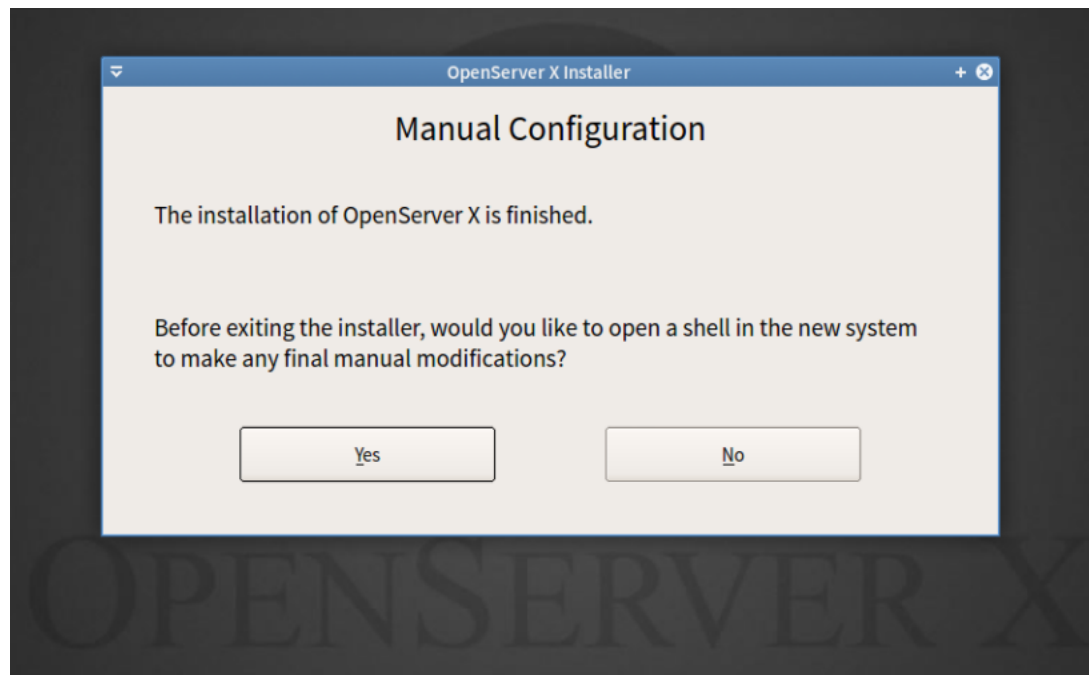 OpenServer X Installer
Manual Configuration
The installation of OpenServer X is finished.
Before exiting the installer, would you like to open a shell in the new system
to make any final manual modifications?
Yes
No
OPENSERVER X